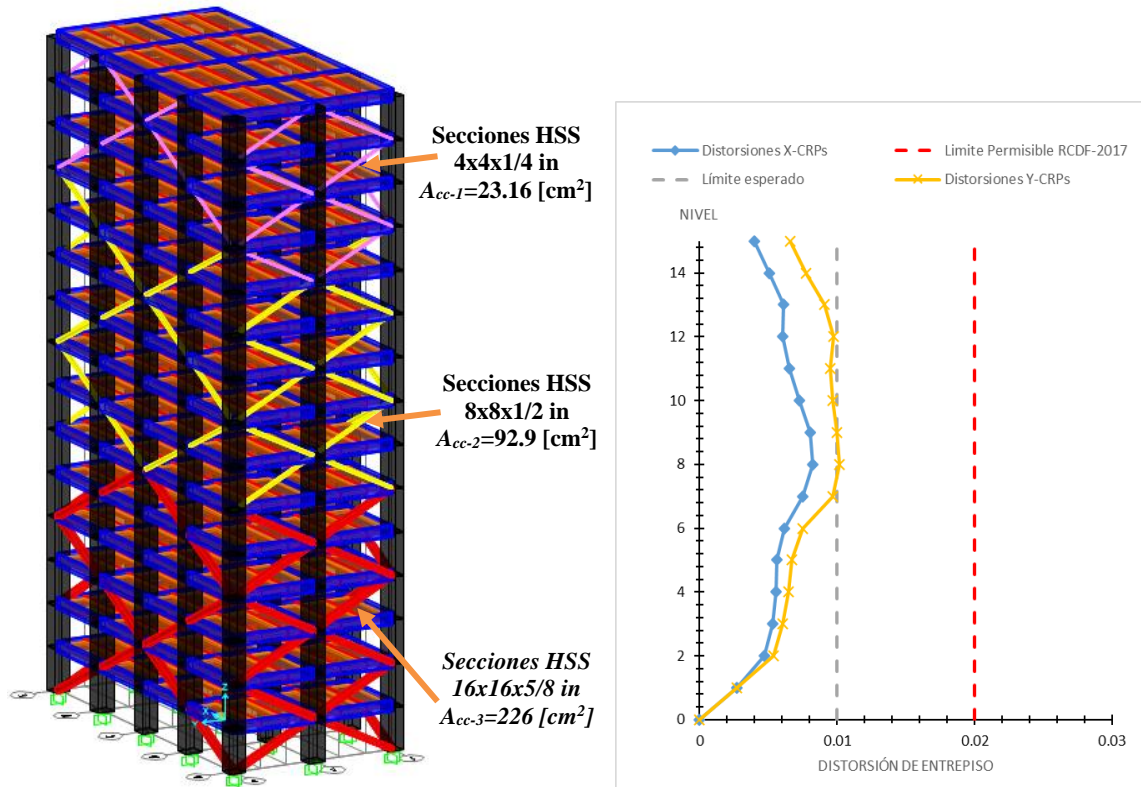 Secciones HSS
4x4x1/4 in
Acc-1=23.16 [cm²]
Secciones HSS
8x8x1/2 in
Acc-2=92.9 [cm²]
Secciones HSS
16x16x5/8 in
Acc-3=226 [cm²]
Z
X
Distorsiones X-CRPs
Limite Permisible RCDF-2017
Límite esperado
Distorsiones Y-CRPs
NIVEL
14
12
10
8
6
4
2
0
0
0.01
0.02
0.03
DISTORSIÓN DE ENTREPISO